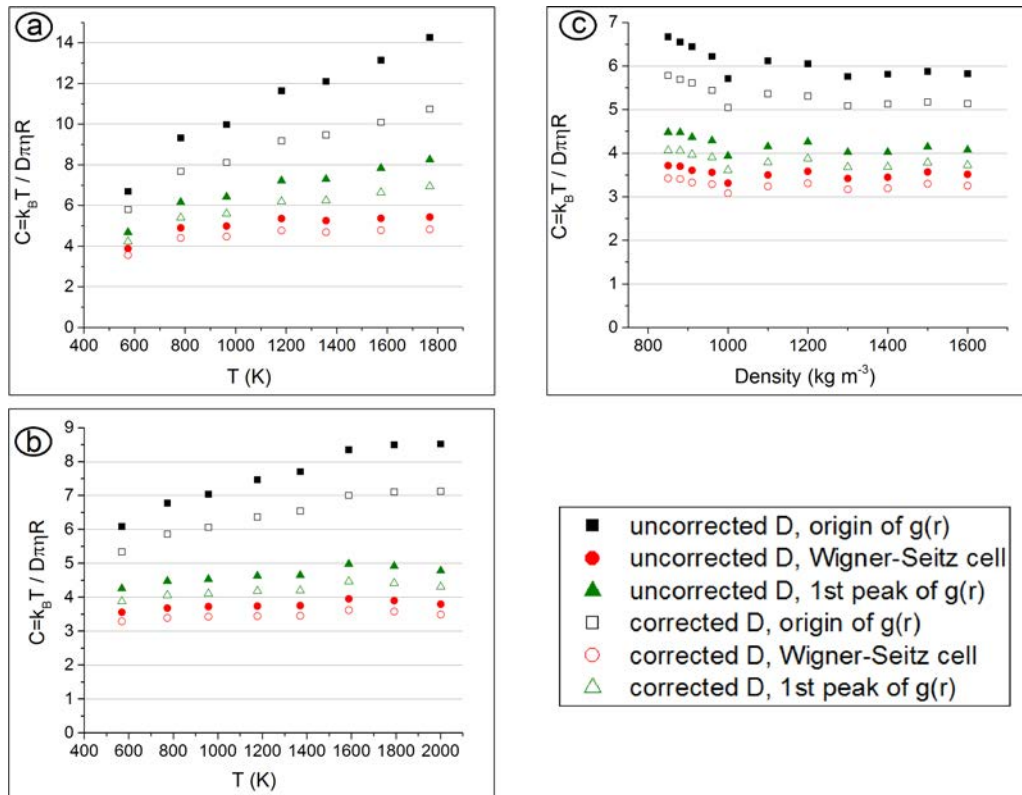 a
14
12
10
8
6
4
2
0
400 600 800 1000 1200 1400 1600 1800
T (K)
C=k_BT / DπηR
c
7
6
5
4
3
2
1
0
800 1000 1200 1400 1600
Density (kg m⁻³)
C=k_BT / DπηR
b
9
8
7
6
5
4
3
2
1
0
400 600 800 1000 1200 1400 1600 1800 2000
T (K)
C=k_BT / DπηR
uncorrected D, origin of g(r)
uncorrected D, Wigner-Seitz cell
uncorrected D, 1st peak of g(r)
corrected D, origin of g(r)
corrected D, Wigner-Seitz cell
corrected D, 1st peak of g(r)